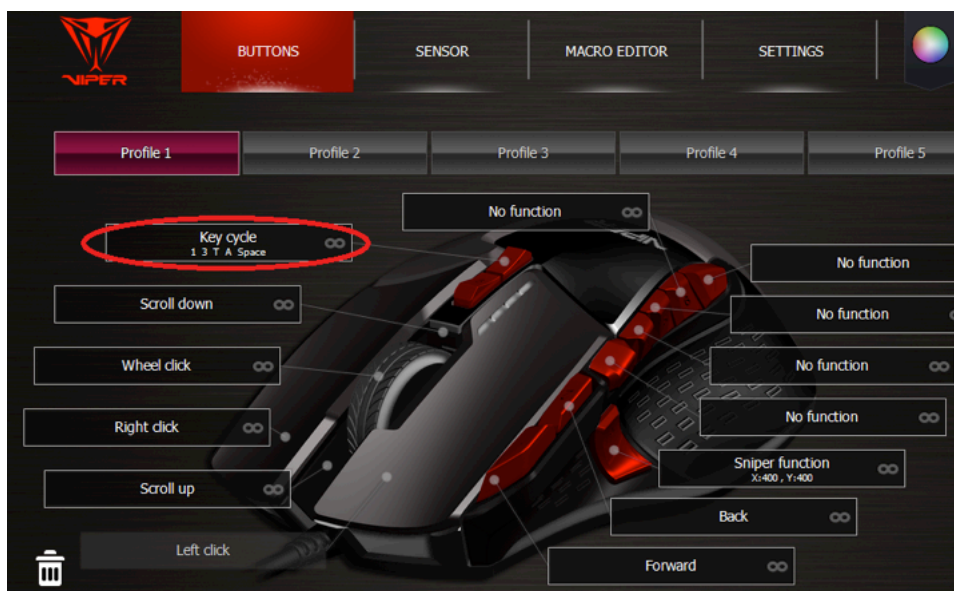 VIPER
BUTTONS
SENSOR
MACRO EDITOR
SETTINGS
Profile 1
Profile 2
Profile 3
Profile 4
Profile 5
No function
Key cycle
1 3 T A Space
No function
Scroll down
No function
Wheel click
No function
No function
Right click
Sniper function
X:400 , Y:400
Scroll up
Back
Left click
Forward